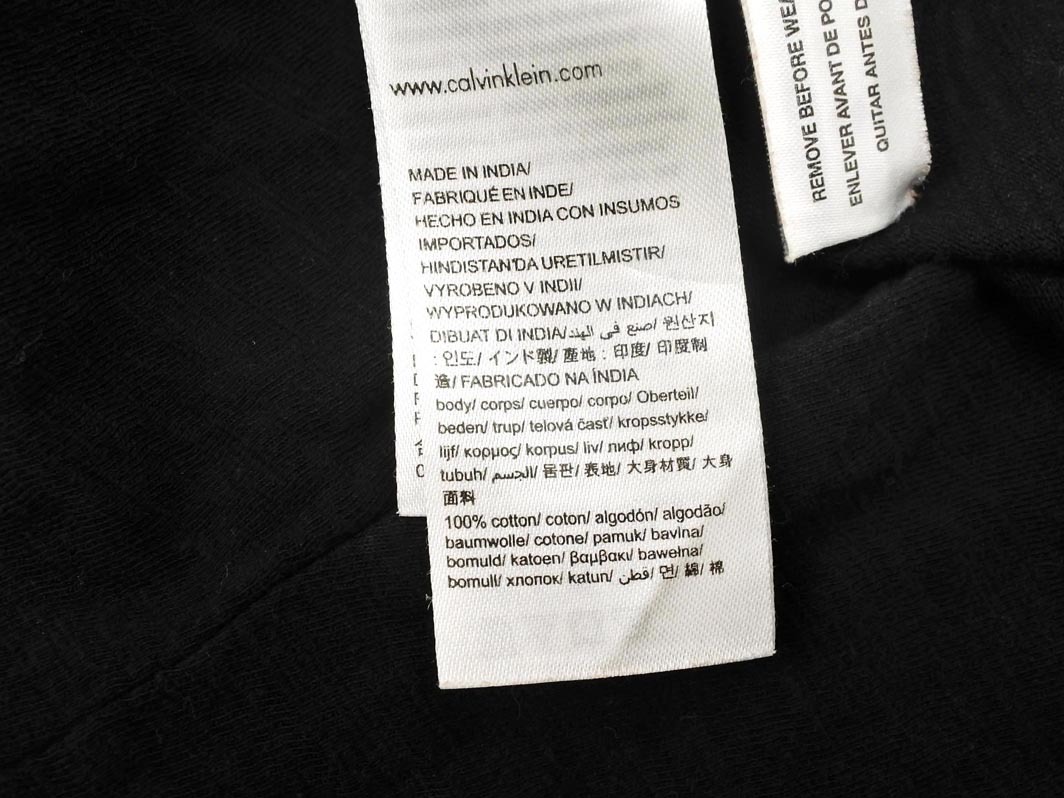 www.calvinklein.com
MADE IN INDIA/
FABRIQUÉ EN INDE/
HECHO EN INDIA CON INSUMOS
IMPORTADOS/
HINDISTAN'DA URETILMISTIR/
VYROBENO V INDII/
WYPRODUKOWANO W INDIACH/
DIBUAT DI INDIA/صنع في الهند/ 원산지
: 인도/ インド製/ 產地 : 印度/ 印度制
造/ FABRICADO NA ÍNDIA
body/ corps/ cuerpo/ corpo/ Oberteil/
beden/ trup/ telová časť/ kropsstykke/
lijf/ κορμος/ korpus/ liv/ лиф/ kropp/
tubuh/ الجسم/ 몸판/ 表地/ 大身材質/ 大身
面料
100% cotton/ coton/ algodón/ algodão/
baumwolle/ cotone/ pamuk/ bavlna/
bomuld/ katoen/ βαμβακι/ bawełna/
bomull/ хлопок/ katun/ قطن/ 면/ 綿/ 棉
REMOVE BEFORE
ENLEVER AVANT DE
QUITAR ANTES